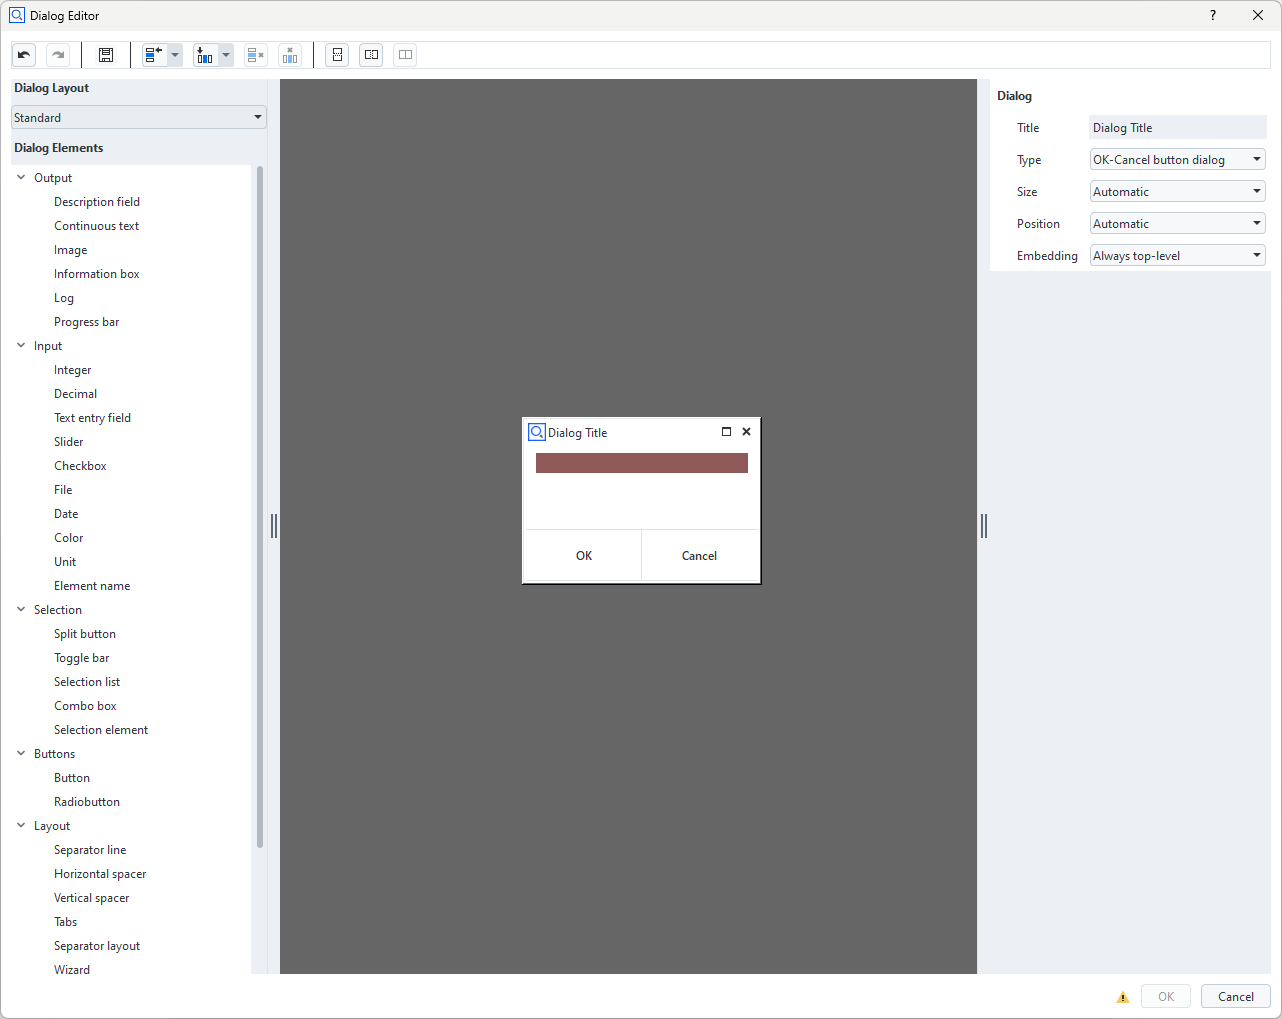 Dialog Editor
?
Dialog Layout
Standard
Dialog Elements
Output
Description field
Continuous text
Image
Information box
Log
Progress bar
Input
Integer
Decimal
Text entry field
Slider
Checkbox
File
Date
Color
Unit
Element name
Selection
Split button
Toggle bar
Selection list
Combo box
Selection element
Buttons
Button
Radiobutton
Layout
Separator line
Horizontal spacer
Vertical spacer
Tabs
Separator layout
Wizard
Dialog Title
OK Cancel
Dialog
Title Dialog Title
Type OK-Cancel button dialog
Size Automatic
Position Automatic
Embedding Always top-level
OK Cancel